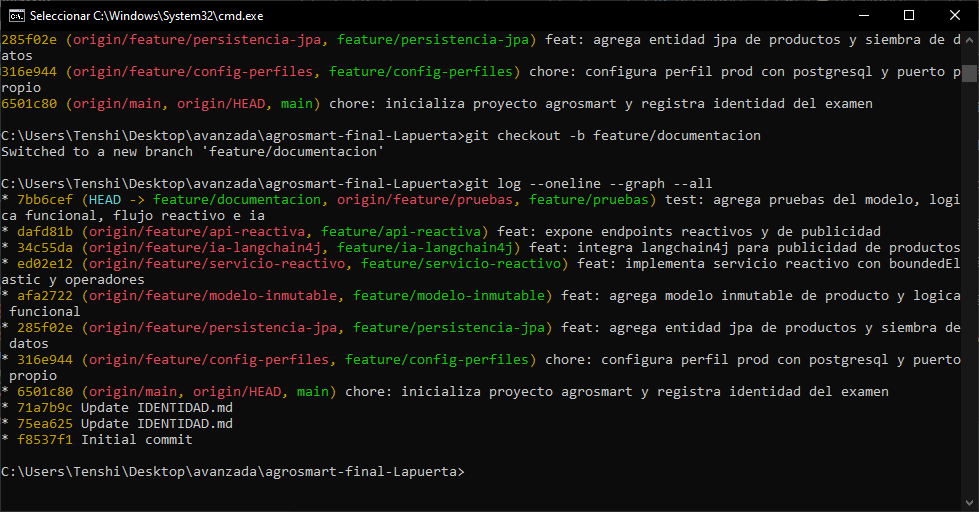 Seleccionar C:\Windows\System32\cmd.exe
285f02e (origin/feature/persistencia-jpa, feature/persistencia-jpa) feat: agrega entidad jpa de productos y siembra de d
atos
316e944 (origin/feature/config-perfiles, feature/config-perfiles) chore: configura perfil prod con postgresql y puerto p
ropio
6501c80 (origin/main, origin/HEAD, main) chore: inicializa proyecto agrosmart y registra identidad del examen
C:\Users\Tenshi\Desktop\avanzada\agrosmart-final-Lapuerta>git checkout -b feature/documentacion
Switched to a new branch 'feature/documentacion'
C:\Users\Tenshi\Desktop\avanzada\agrosmart-final-Lapuerta>git log --oneline --graph --all
* 7bb6cef (HEAD -> feature/documentacion, origin/feature/pruebas, feature/pruebas) test: agrega pruebas del modelo, logi
ca funcional, flujo reactivo e ia
* dafd81b (origin/feature/api-reactiva, feature/api-reactiva) feat: expone endpoints reactivos y de publicidad
* 34c55da (origin/feature/ia-langchain4j, feature/ia-langchain4j) feat: integra langchain4j para publicidad de productos
* ed02e12 (origin/feature/servicio-reactivo, feature/servicio-reactivo) feat: implementa servicio reactivo con boundedEl
astic y operadores
* afa2722 (origin/feature/modelo-inmutable, feature/modelo-inmutable) feat: agrega modelo inmutable de producto y logica
 funcional
* 285f02e (origin/feature/persistencia-jpa, feature/persistencia-jpa) feat: agrega entidad jpa de productos y siembra de
 datos
* 316e944 (origin/feature/config-perfiles, feature/config-perfiles) chore: configura perfil prod con postgresql y puerto
 propio
* 6501c80 (origin/main, origin/HEAD, main) chore: inicializa proyecto agrosmart y registra identidad del examen
* 71a7b9c Update IDENTIDAD.md
* 75ea625 Update IDENTIDAD.md
* f8537f1 Initial commit
C:\Users\Tenshi\Desktop\avanzada\agrosmart-final-Lapuerta>